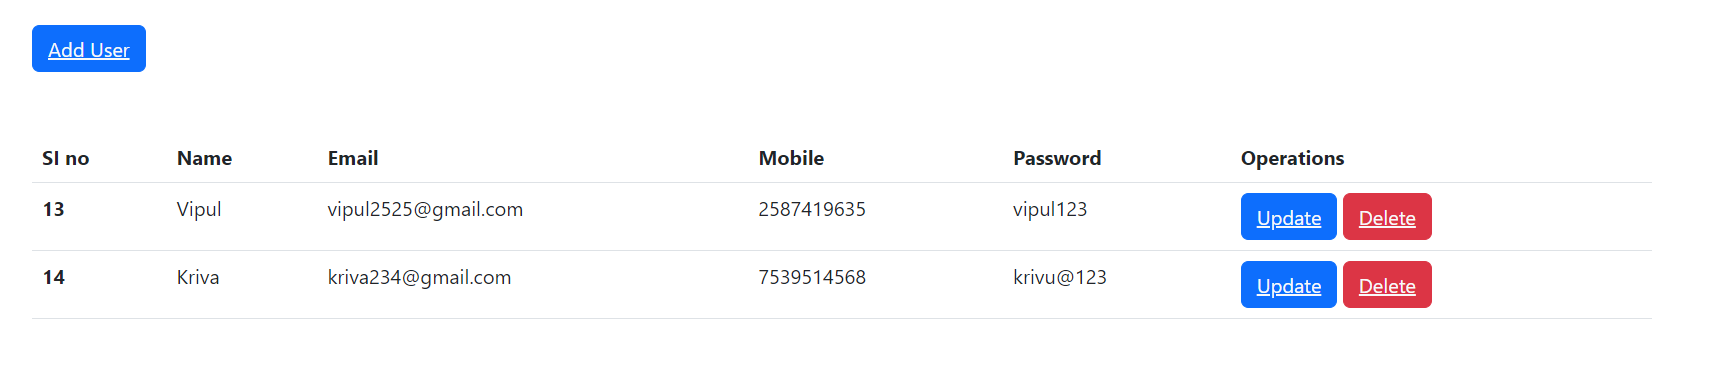 Add User
Sl no Name Email Mobile Password Operations
13 Vipul vipul2525@gmail.com 2587419635 vipul123 Update Delete
14 Kriva kriva234@gmail.com 7539514568 krivu@123 Update Delete